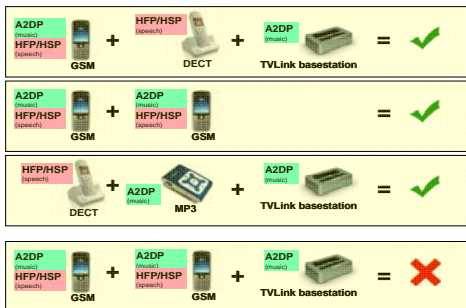 A2DP
(music)
HFP/HSP
(speech)
GSM
+
HFP/HSP
(speech)
DECT
+
A2DP
(music)
TVLink basestation
=
A2DP
(music)
HFP/HSP
(speech)
GSM
+
A2DP
(music)
HFP/HSP
(speech)
GSM
=
HFP/HSP
(speech)
DECT
+
A2DP
(music)
MP3
+
A2DP
(music)
TVLink basestation
=
A2DP
(music)
HFP/HSP
(speech)
GSM
+
A2DP
(music)
HFP/HSP
(speech)
GSM
+
A2DP
(music)
TVLink basestation
=